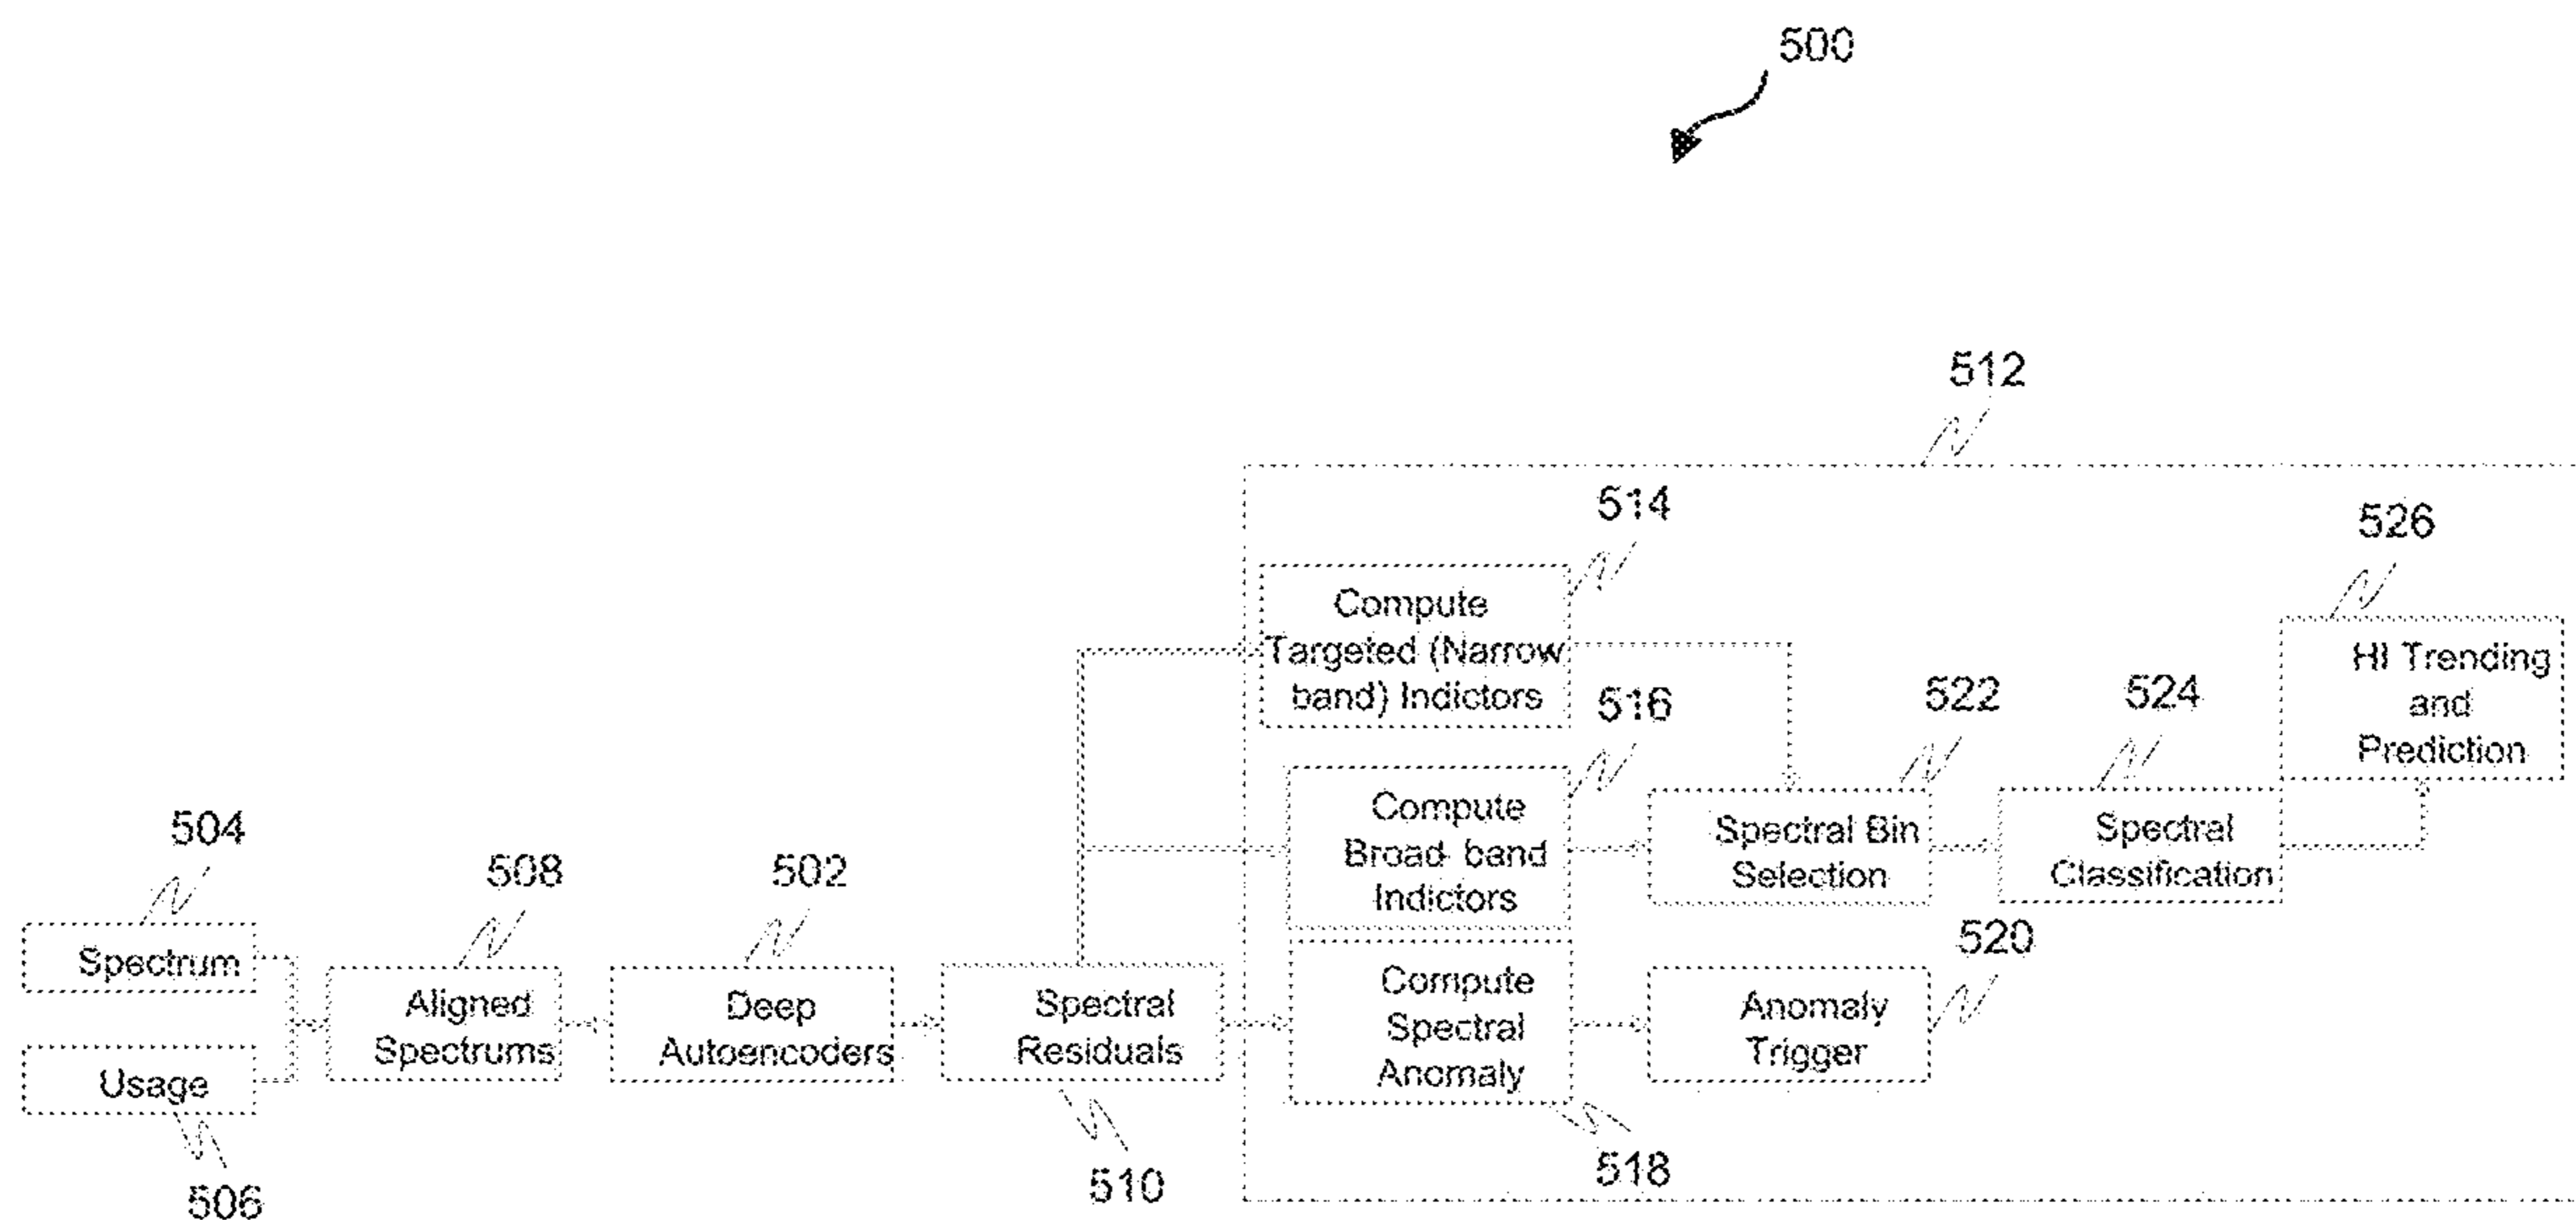 500
512
514
Compute
Targeted (Narrow
band) Indictors
526
HI Trending
and
Prediction
516
Compute
Broad- band
Indictors
522
Spectral Bin
Selection
524
Spectral
Classification
504
Spectrum
506
Usage
508
Aligned
Spectrums
502
Deep
Autoencoders
510
Spectral
Residuals
518
Compute
Spectral
Anomaly
520
Anomaly
Trigger